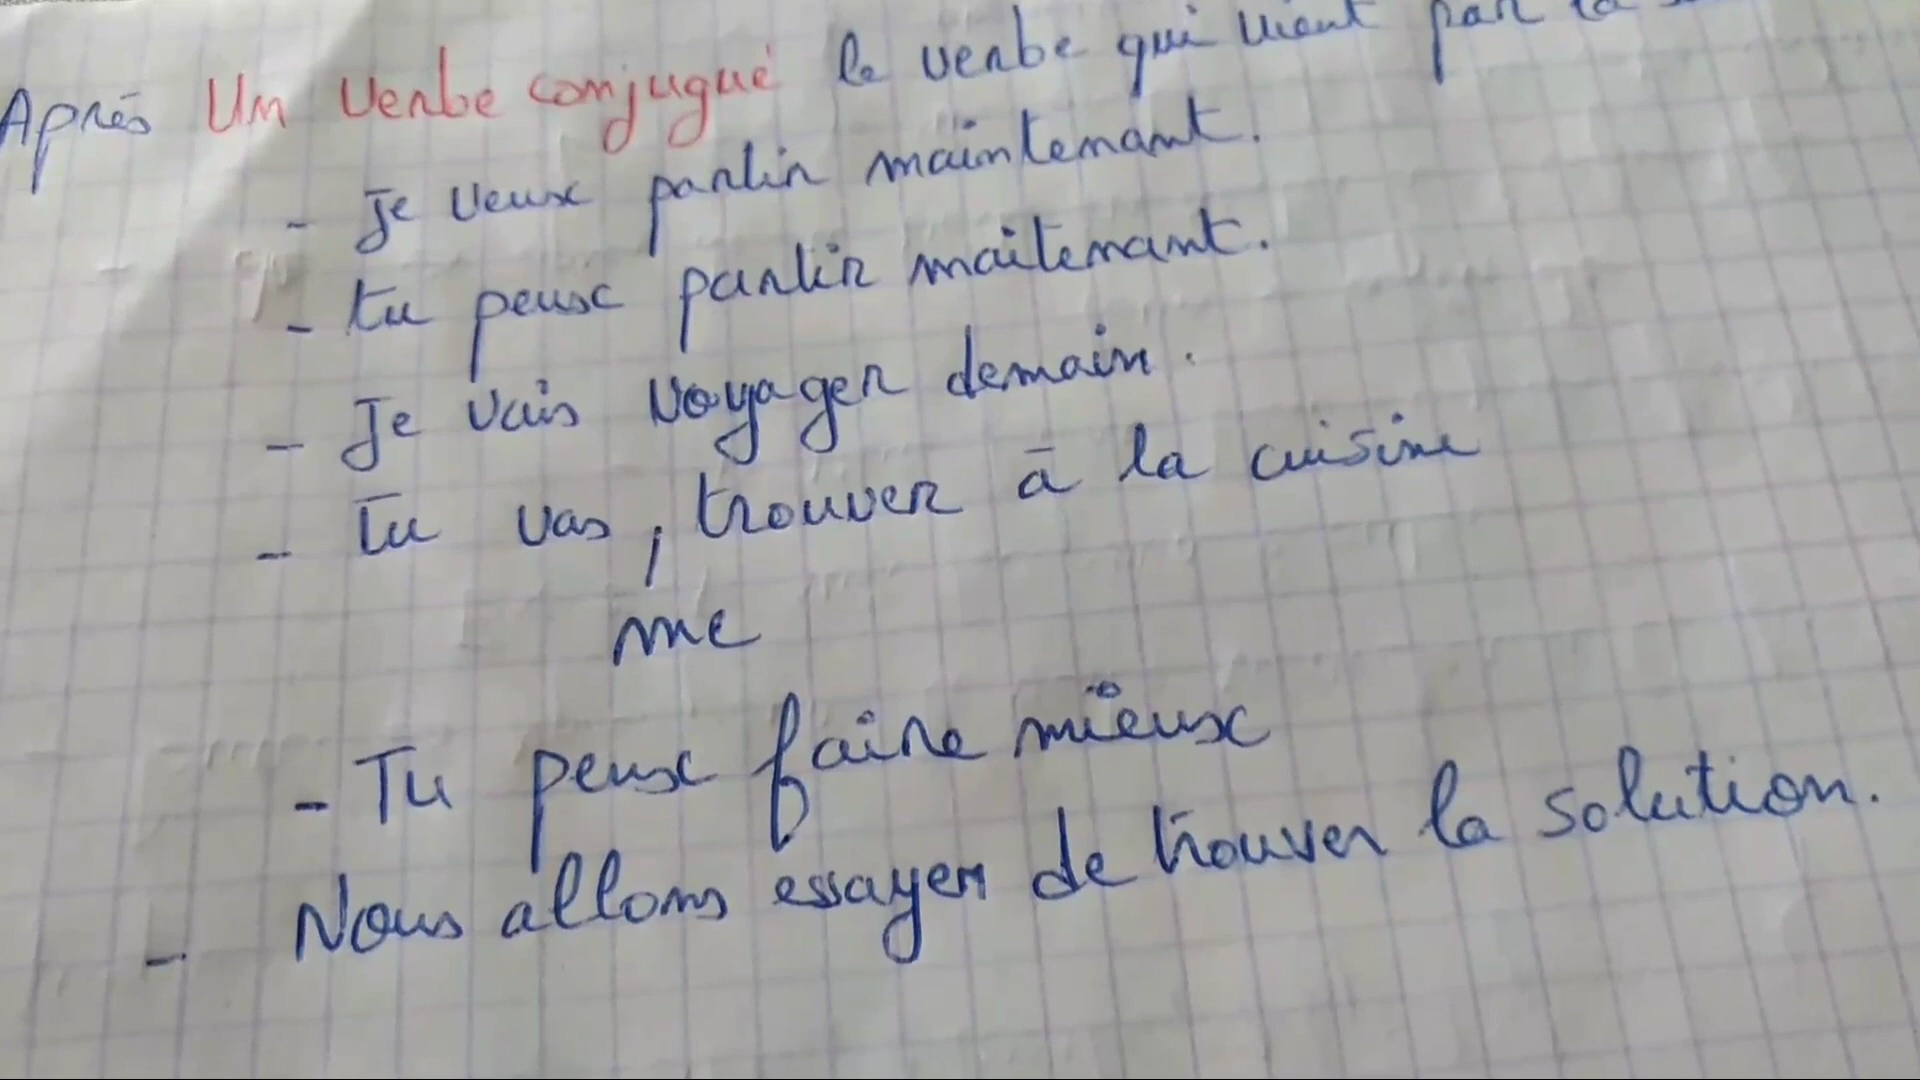 Après Un verbe conjugué le verbe qui vient par la
- Je veux partir maintenant.
- tu peux partir maitenant.
- Je vais voyager demain.
- Tu vas , trouver à la cuisine
me
- Tu peux faire mieux
- Nous allons essayer de trouver la solution.